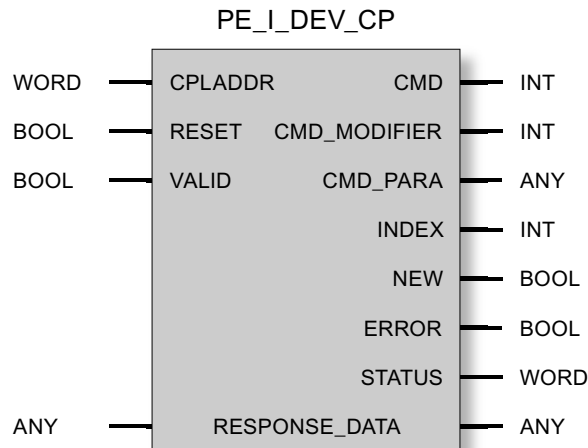 PE_I_DEV_CP
WORD CPLADDR CMD INT
BOOL RESET CMD_MODIFIER INT
BOOL VALID CMD_PARA ANY
INDEX INT
NEW BOOL
ERROR BOOL
STATUS WORD
ANY RESPONSE_DATA ANY